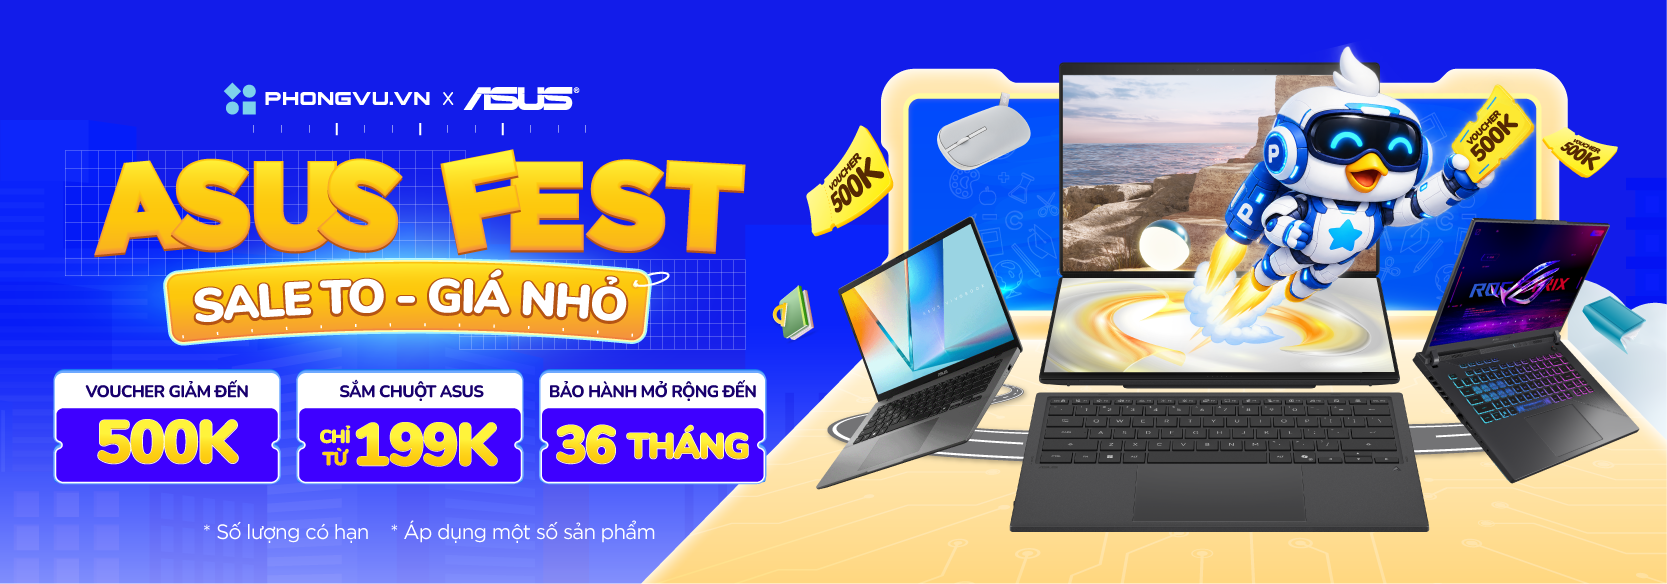 PHONGVU.VN X ASUS®
ASUS FEST
SALE TO - GIÁ NHỎ
VOUCHER GIẢM ĐẾN
500K
SẮM CHUỘT ASUS
CHỈ TỪ 199K
BẢO HÀNH MỞ RỘNG ĐẾN
36 THÁNG
* Số lượng có hạn * Áp dụng một số sản phẩm
VOUCHER
500K
VOUCHER
500K
VOUCHER
500K
P
P
ASUS